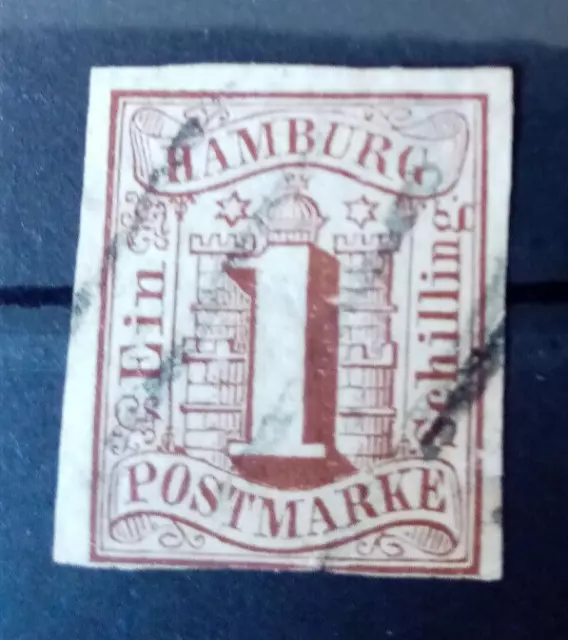 HAMBURG
Ein
1
Schilling.
POSTMARKE